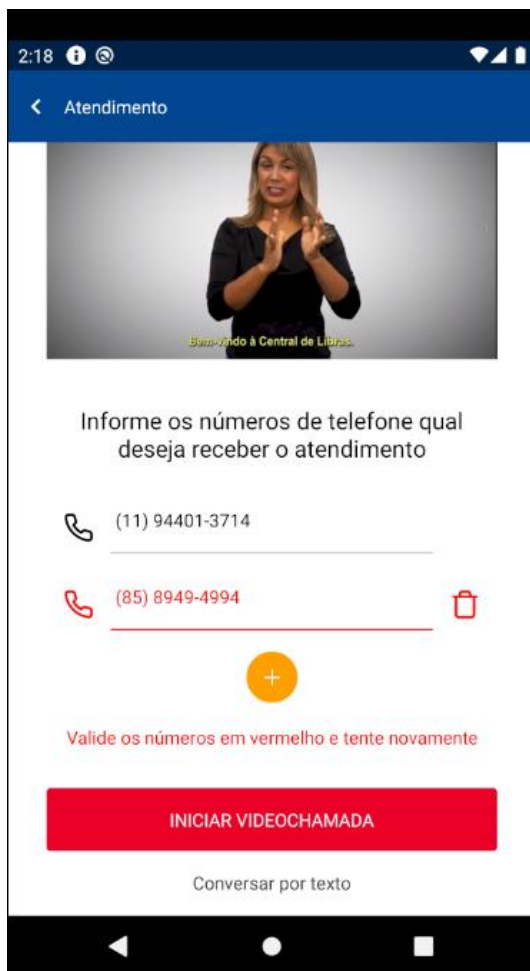 2:18
Atendimento
Bem-vindo à Central de Libras.
Informe os números de telefone qual
deseja receber o atendimento
(11) 94401-3714
(85) 8949-4994
+
Valide os números em vermelho e tente novamente
INICIAR VIDEOCHAMADA
Conversar por texto